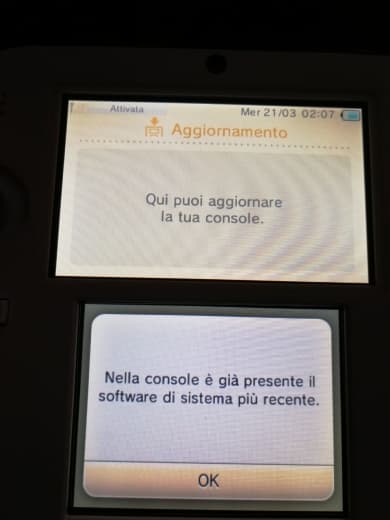 Attivata
Mer 21/03 02:07
Aggiornamento
Qui puoi aggiornare
la tua console.
Nella console è già presente il
software di sistema più recente.
OK